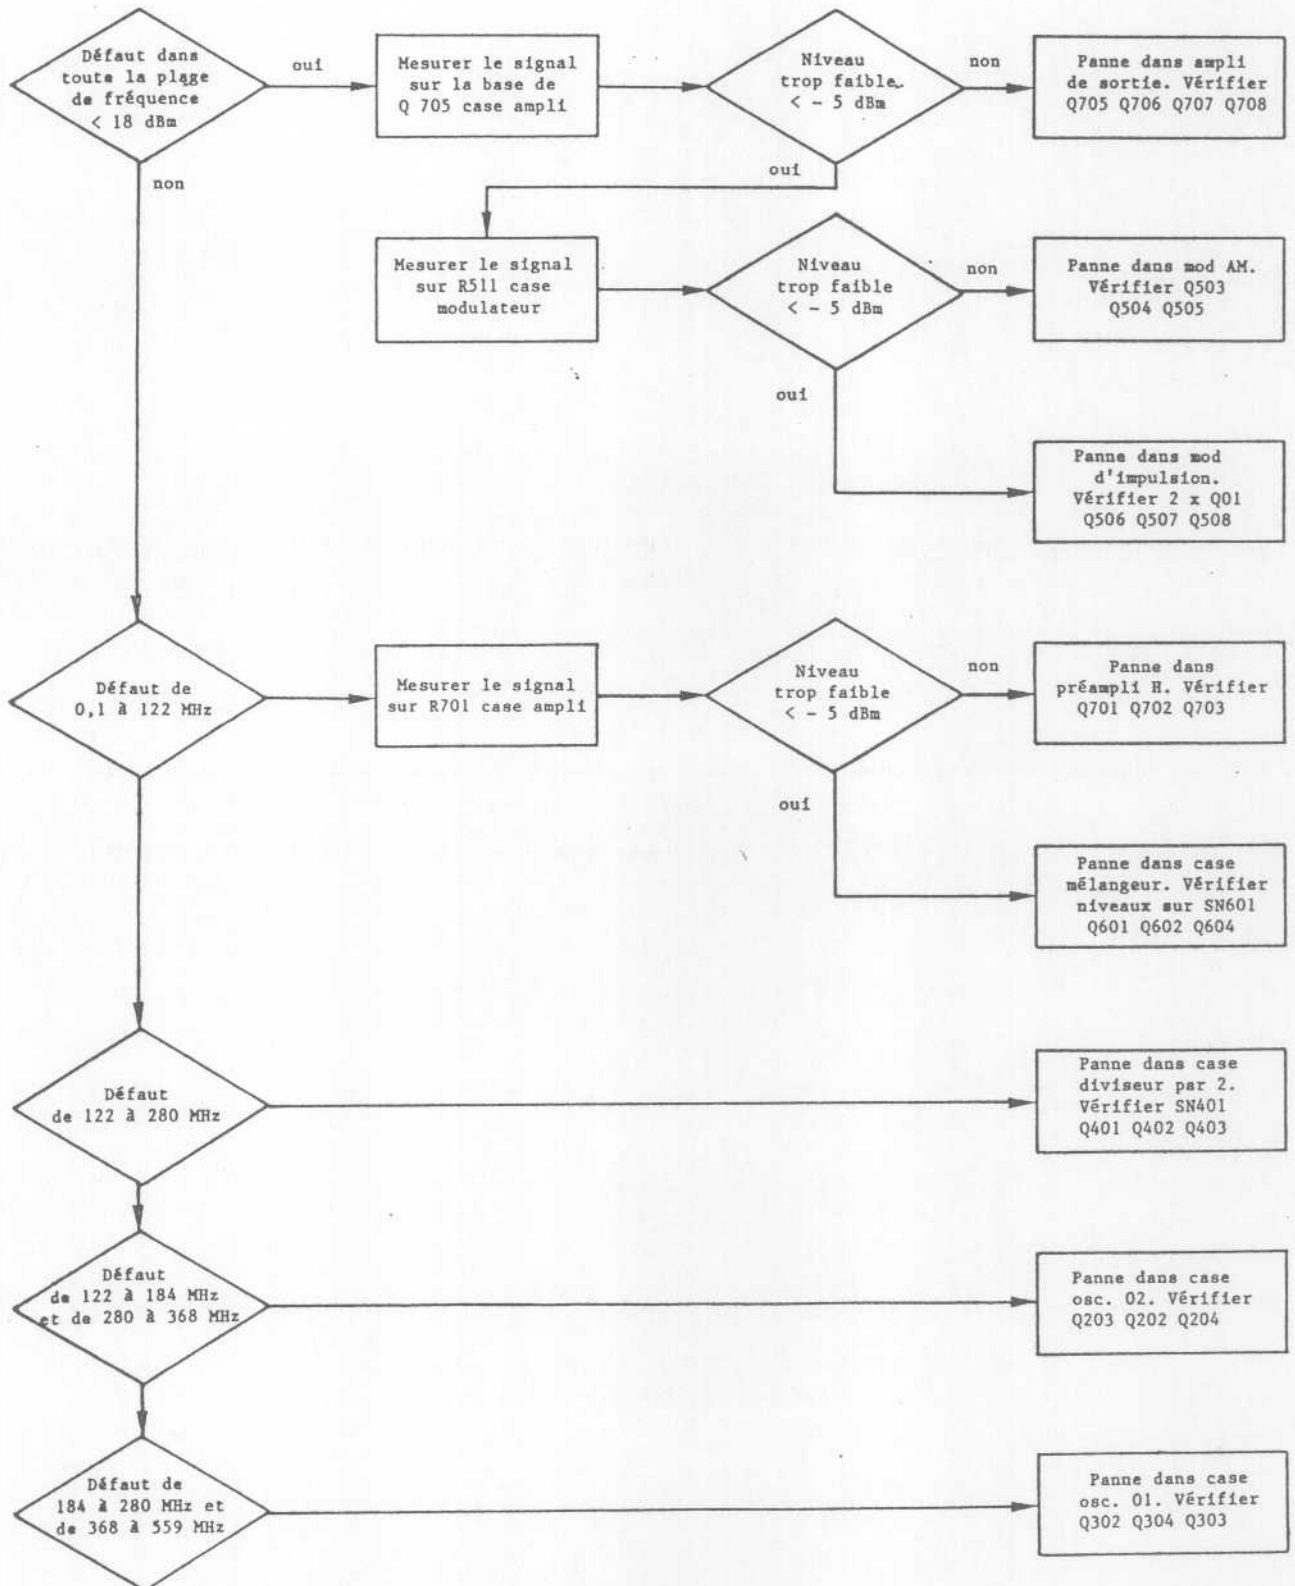 Défaut dans
toute la plage
de fréquence
< 18 dBm
oui
Mesurer le signal
sur la base de
Q 705 case ampli
Niveau
trop faible
< - 5 dBm
non
Panne dans ampli
de sortie. Vérifier
Q705 Q706 Q707 Q708
non
oui
Mesurer le signal
sur R511 case
modulateur
Niveau
trop faible
< - 5 dBm
non
Panne dans mod AM.
Vérifier Q503
Q504 Q505
oui
Panne dans mod
d'impulsion.
Vérifier 2 x Q01
Q506 Q507 Q508
Défaut de
0,1 à 122 MHz
Mesurer le signal
sur R701 case ampli
Niveau
trop faible
< - 5 dBm
non
Panne dans
préampli H. Vérifier
Q701 Q702 Q703
oui
Panne dans case
mélangeur. Vérifier
niveaux sur SN601
Q601 Q602 Q604
Défaut
de 122 à 280 MHz
Panne dans case
diviseur par 2.
Vérifier SN401
Q401 Q402 Q403
Défaut
de 122 à 184 MHz
et de 280 à 368 MHz
Panne dans case
osc. 02. Vérifier
Q203 Q202 Q204
Défaut de
184 à 280 MHz et
de 368 à 559 MHz
Panne dans case
osc. 01. Vérifier
Q302 Q304 Q303